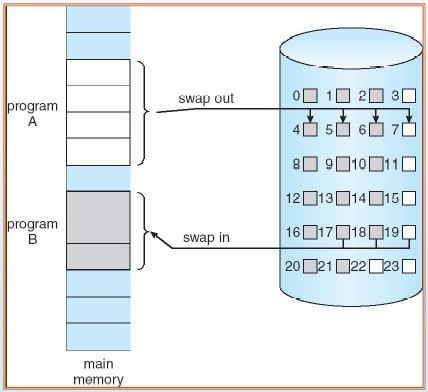 program
A
swap out
0 1 2 3
4 5 6 7
8 9 10 11
12 13 14 15
program
B
swap in
16 17 18 19
20 21 22 23
main
memory